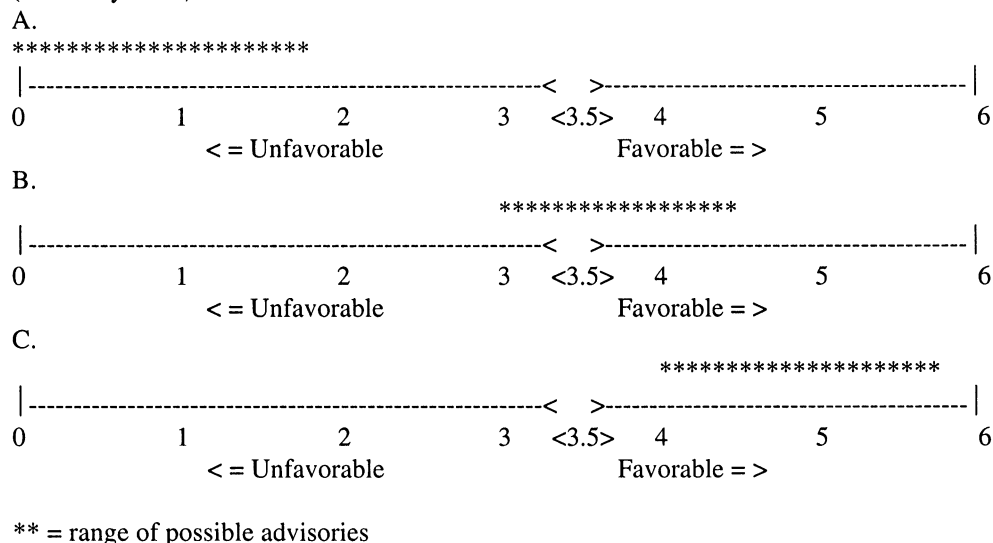 A.
**********************
|--------------------------------------------------< >-----------------------------------|
0 1 2 3 <3.5> 4 5 6
< = Unfavorable Favorable = >
B.
******************
|--------------------------------------------------< >-----------------------------------|
0 1 2 3 <3.5> 4 5 6
< = Unfavorable Favorable = >
C.
*********************
|--------------------------------------------------< >-----------------------------------|
0 1 2 3 <3.5> 4 5 6
< = Unfavorable Favorable = >
** = range of possible advisories